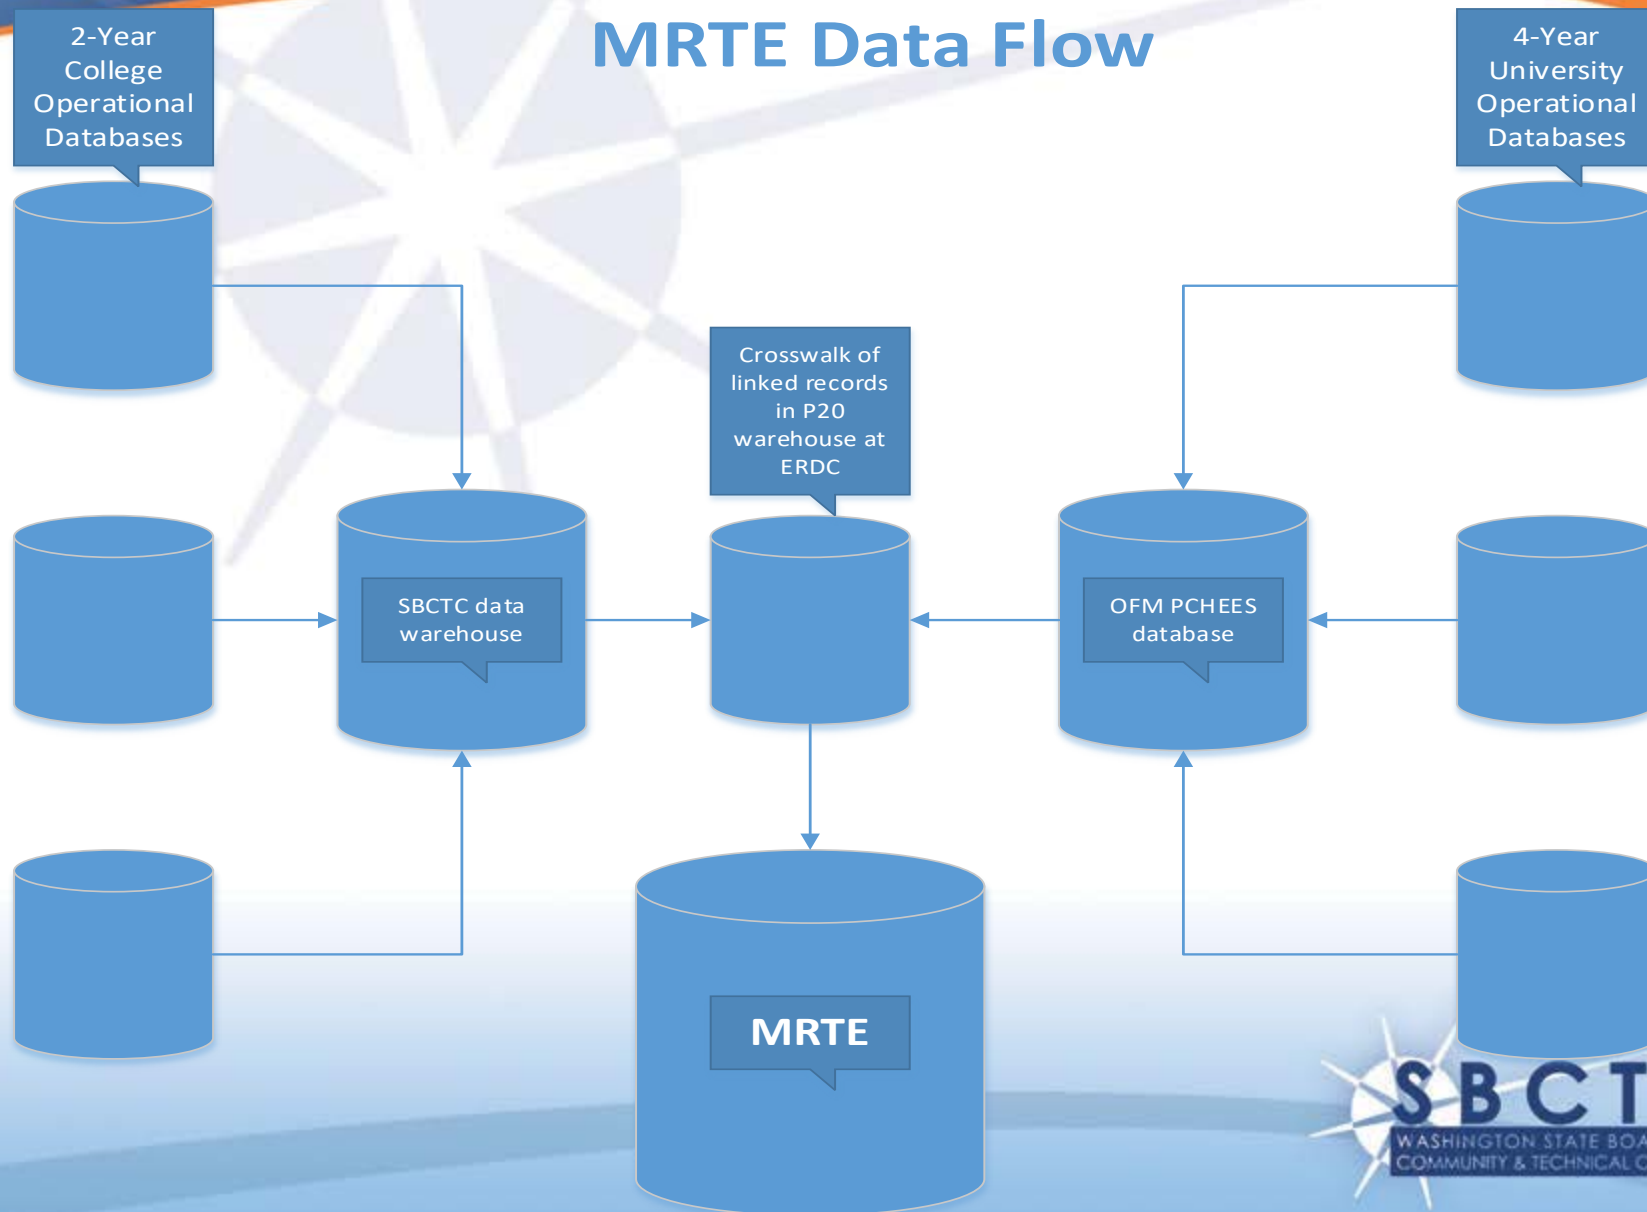 MRTE Data Flow
2-Year
College
Operational
Databases
4-Year
University
Operational
Databases
Crosswalk of
linked records
in P20
warehouse at
ERDC
SBCTC data
warehouse
OFM PCHEES
database
MRTE
SBCT
WASHINGTON STATE BOA
COMMUNITY & TECHNICAL C